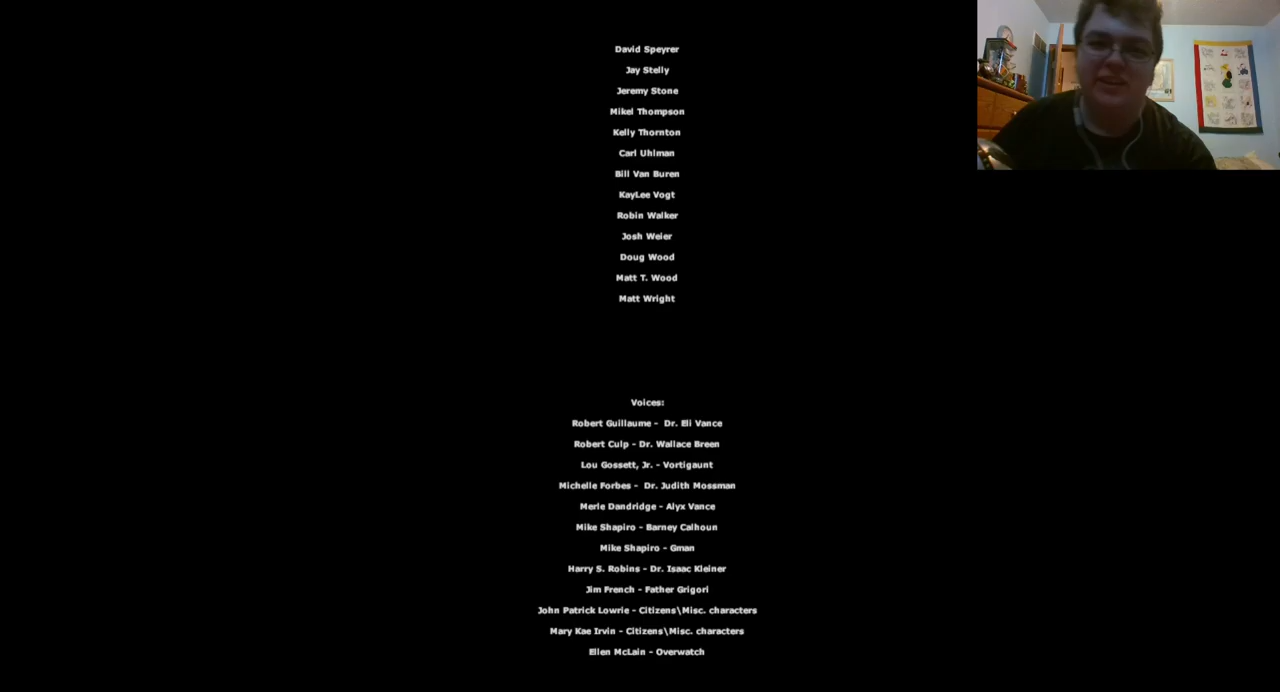 David Speyrer
Jay Stelly
Jeremy Stone
Mikel Thompson
Kelly Thornton
Carl Uhlman
Bill Van Buren
KayLee Vogt
Robin Walker
Josh Weier
Doug Wood
Matt T. Wood
Matt Wright
Voices:
Robert Guillaume - Dr. Eli Vance
Robert Culp - Dr. Wallace Breen
Lou Gossett, Jr. - Vortigaunt
Michelle Forbes - Dr. Judith Mossman
Merle Dandridge - Alyx Vance
Mike Shapiro - Barney Calhoun
Mike Shapiro - Gman
Harry S. Robins - Dr. Isaac Kleiner
Jim French - Father Grigori
John Patrick Lowrie - Citizens\Misc. characters
Mary Kae Irvin - Citizens\Misc. characters
Ellen McLain - Overwatch